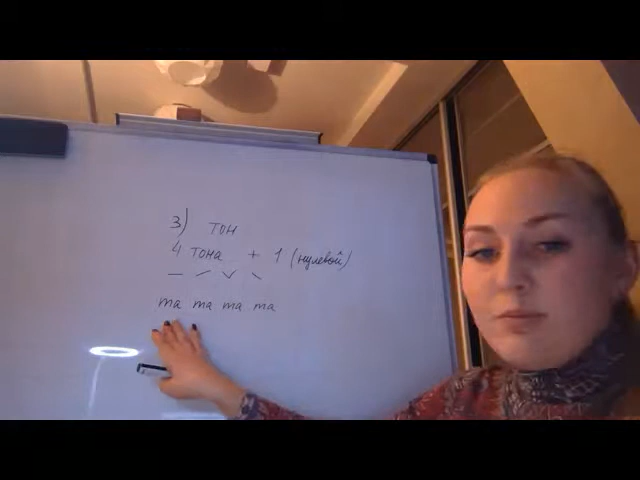 3) тон
4 тона + 1 (нулевой)
— ⁄ ∨ \
ma ma ma ma